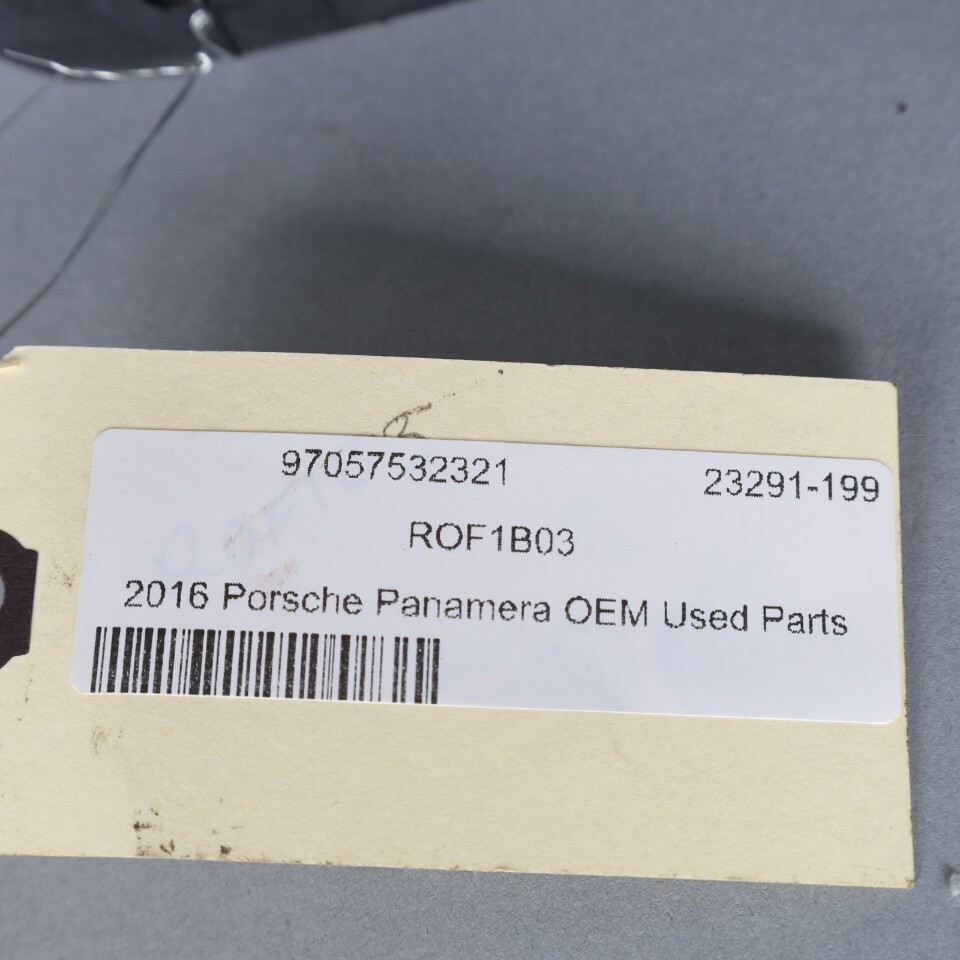 97057532321 23291-199
ROF1B03
2016 Porsche Panamera OEM Used Parts